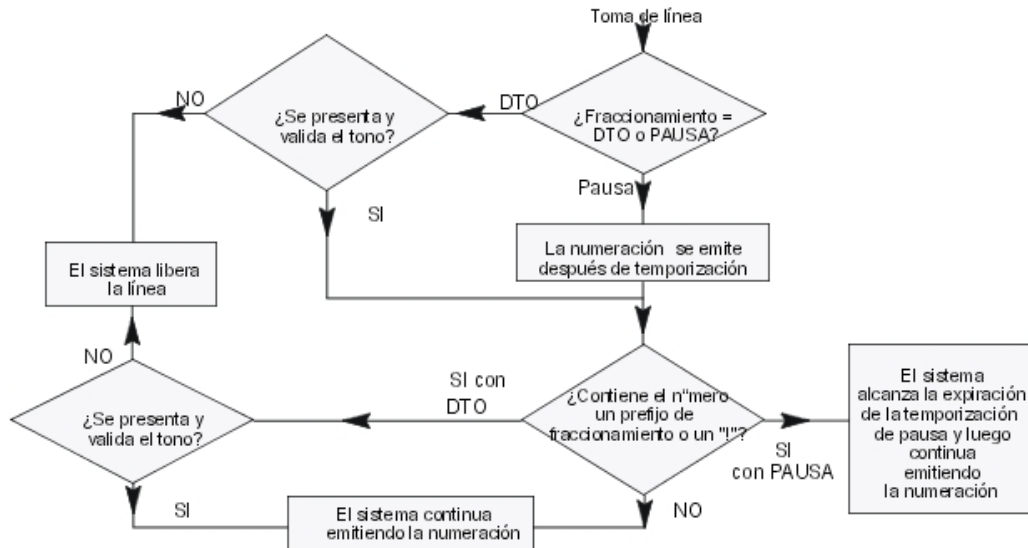 Toma de línea
¿Fraccionamiento =
DTO o PAUSA?
DTO
¿Se presenta y
valida el tono?
NO
SI
Pausa
La numeración se emite
después de temporización
El sistema libera
la línea
NO
¿Se presenta y
valida el tono?
SI con
DTO
¿Contiene el n"mero
un prefijo de
fraccionamiento o un "!"?
SI
con PAUSA
El sistema
alcanza la expiración
de la temporización
de pausa y luego
continua
emitiendo
la numeración
SI
El sistema continua
emitiendo la numeración
NO